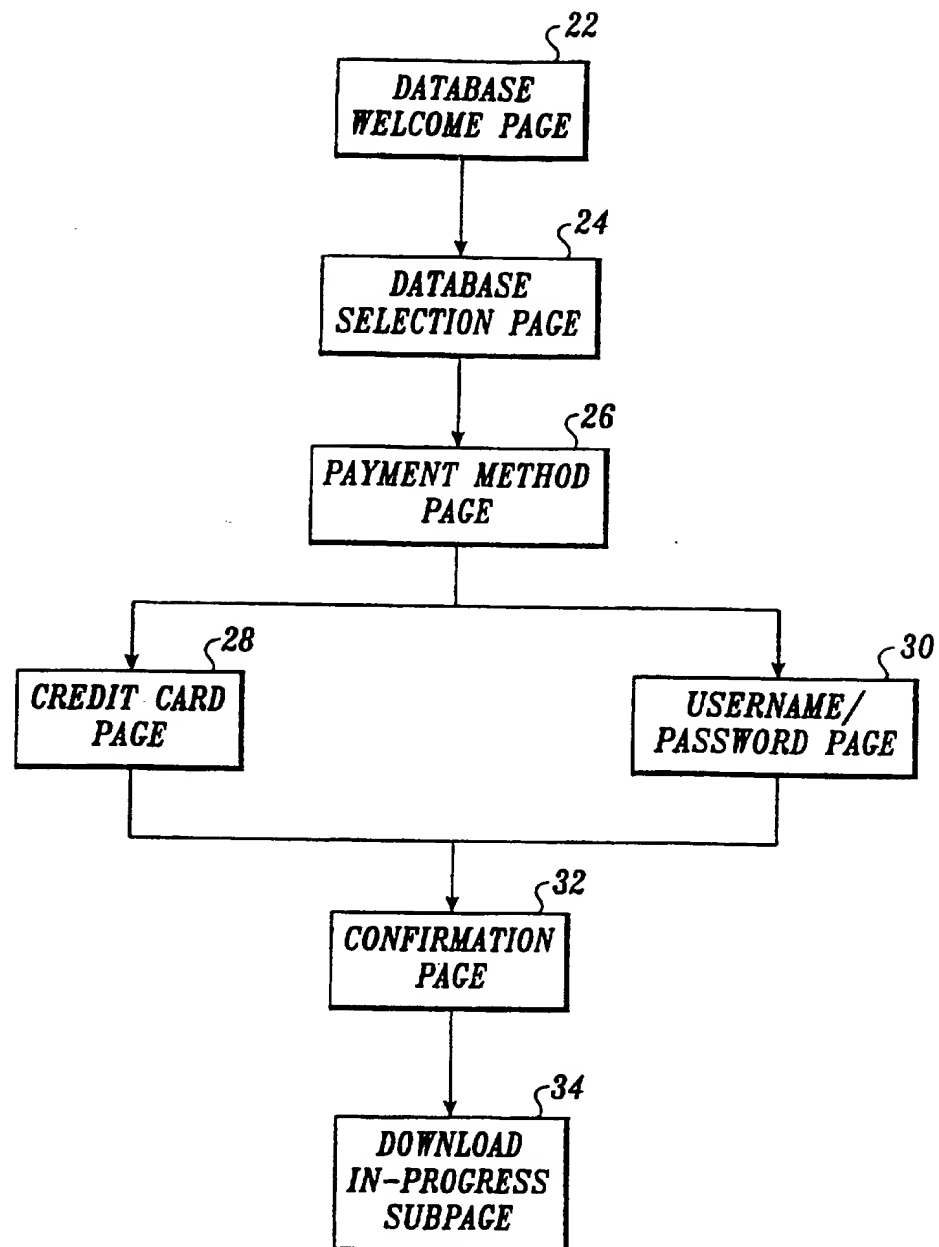 22
DATABASE
WELCOME PAGE
24
DATABASE
SELECTION PAGE
26
PAYMENT METHOD
PAGE
28
CREDIT CARD
PAGE
30
USERNAME/
PASSWORD PAGE
32
CONFIRMATION
PAGE
34
DOWNLOAD
IN-PROGRESS
SUBPAGE